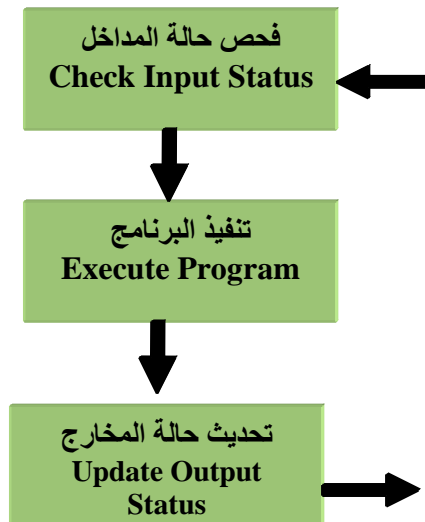 فحص حالة المداخل
Check Input Status
تنفيذ البرنامج
Execute Program
تحديث حالة المخارج
Update Output
Status